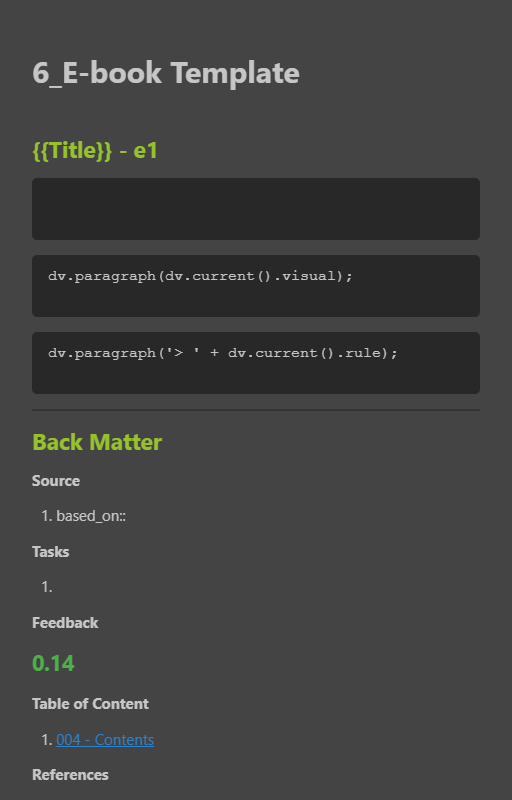 6_E-book Template
{{Title}} - e1
dv.paragraph(dv.current().visual);
dv.paragraph('> ' + dv.current().rule);
Back Matter
Source
1. based_on::
Tasks
1.
Feedback
0.14
Table of Content
1. 004 - Contents
References